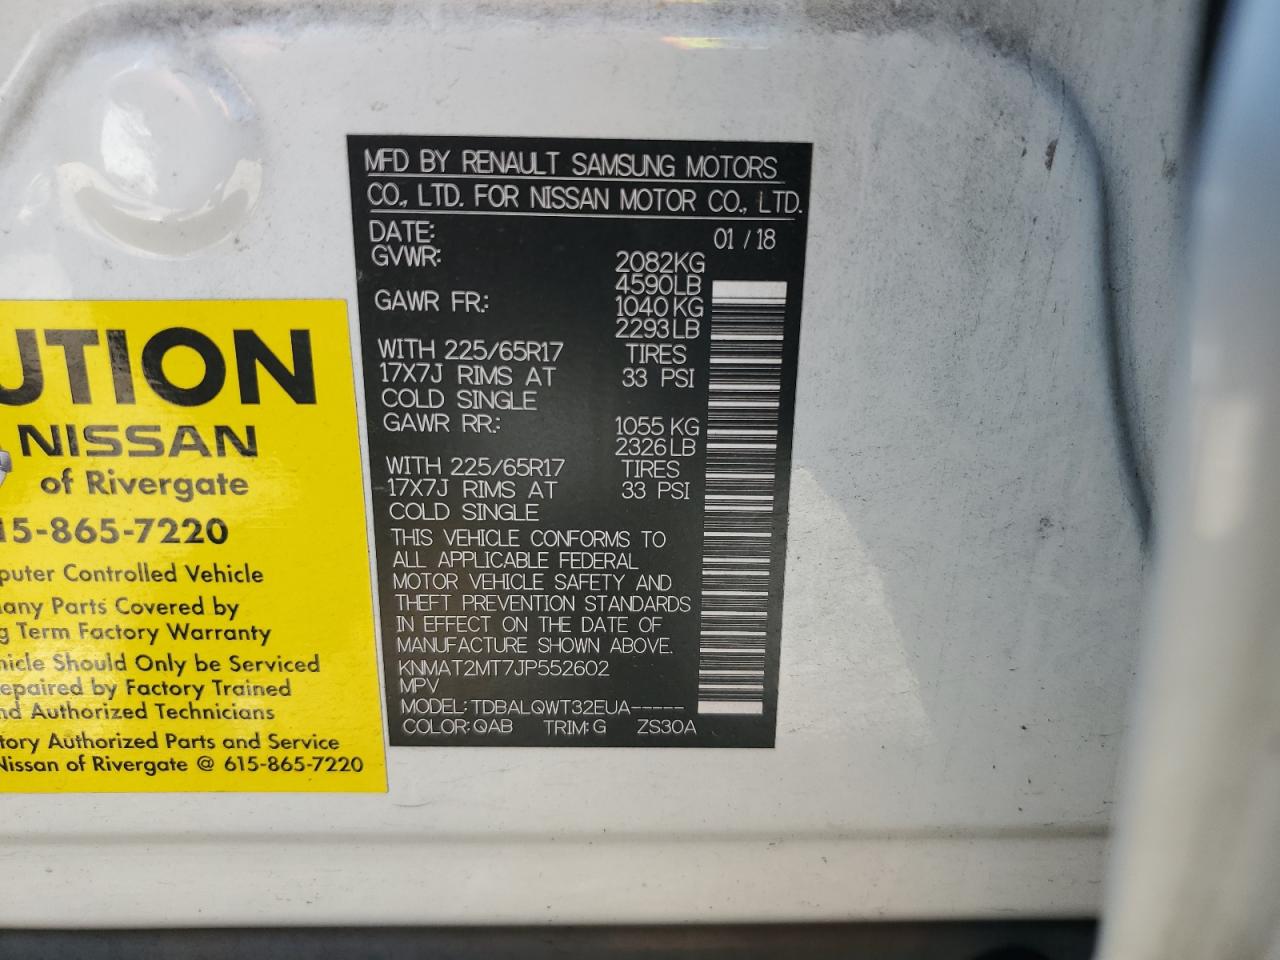 MFD BY RENAULT SAMSUNG MOTORS
CO., LTD. FOR NISSAN MOTOR CO., LTD.
DATE: 01 / 18
GVWR: 2082KG
4590LB
GAWR FR.: 1040 KG
2293LB
WITH 225/65R17 TIRES
17X7J RIMS AT 33 PSI
COLD SINGLE
GAWR RR.: 1055 KG
2326LB
WITH 225/65R17 TIRES
17X7J RIMS AT 33 PSI
COLD SINGLE
THIS VEHICLE CONFORMS TO
ALL APPLICABLE FEDERAL
MOTOR VEHICLE SAFETY AND
THEFT PREVENTION STANDARDS
IN EFFECT ON THE DATE OF
MANUFACTURE SHOWN ABOVE.
KNMAT2MT7JP552602
MPV
MODEL: TDBALQWT32EUA-----
COLOR: QAB TRIM: G ZS30A
UTION
NISSAN
of Rivergate
15-865-7220
puter Controlled Vehicle
any Parts Covered by
g Term Factory Warranty
hicle Should Only be Serviced
epaired by Factory Trained
nd Authorized Technicians
tory Authorized Parts and Service
Nissan of Rivergate @ 615-865-7220